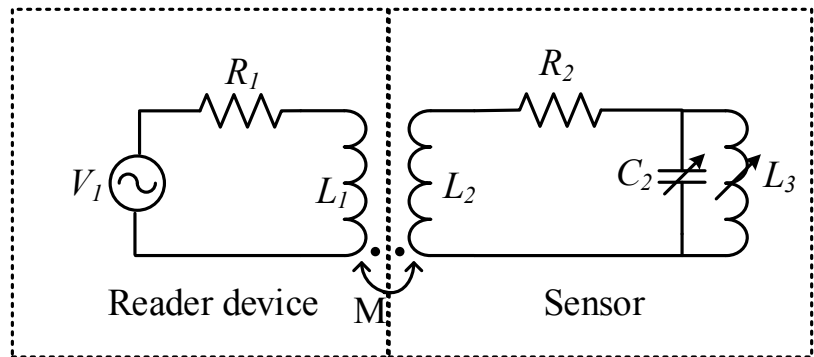 R1
R2
V1
L1
L2
C2
L3
Reader device
M
Sensor